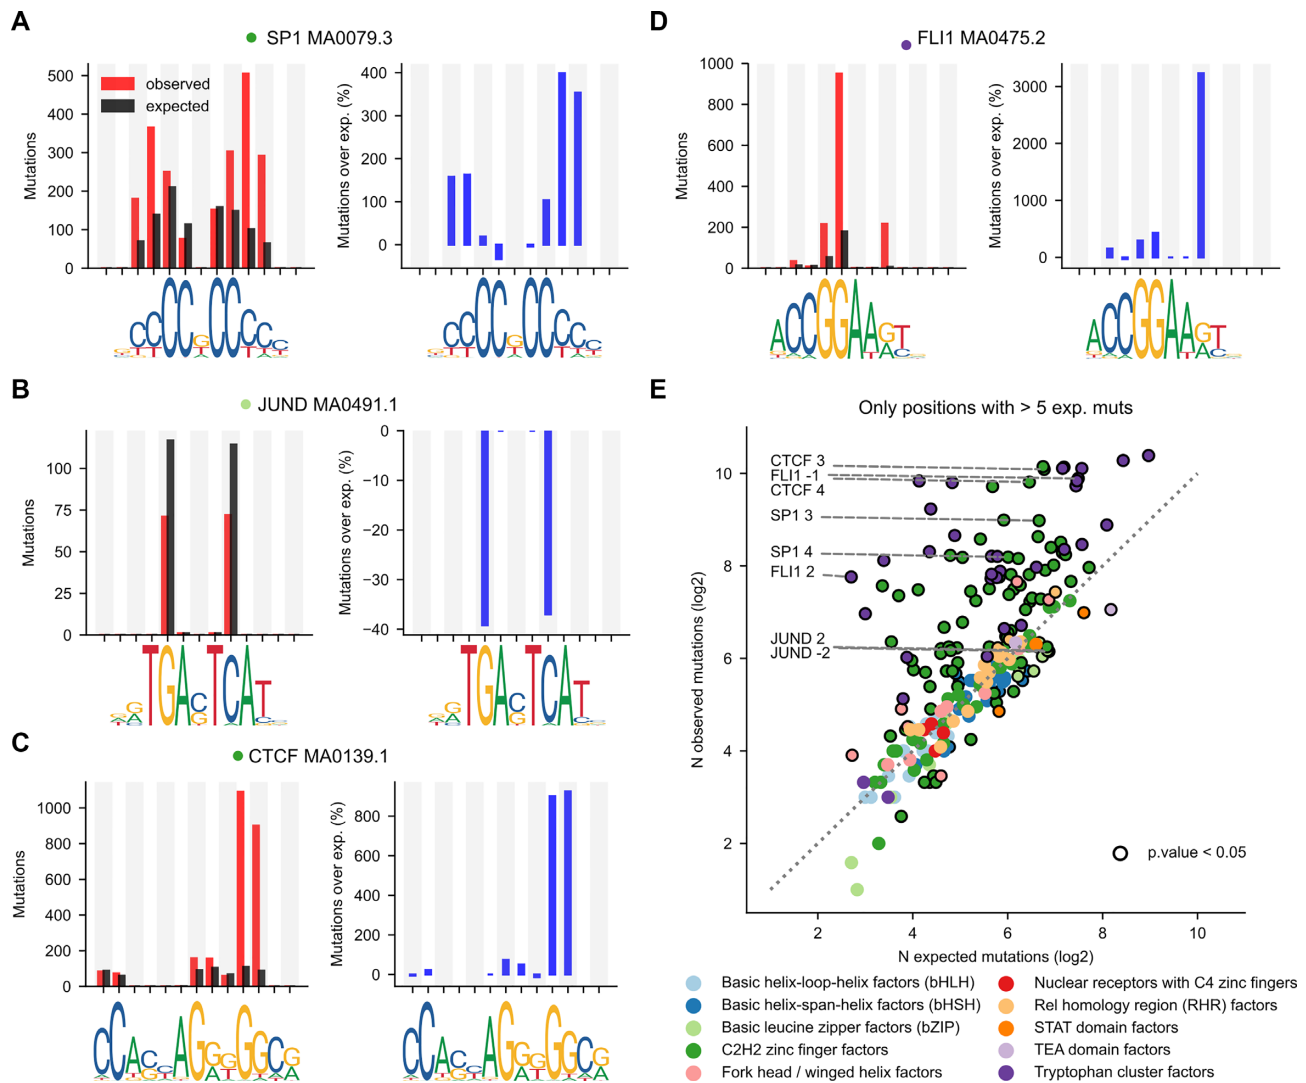 A
SP1 MA0079.3
Mutations
500
400
300
200
100
0
observed
expected
Mutations over exp. (%)
400
300
200
100
0
B
JUND MA0491.1
Mutations
100
75
50
25
0
Mutations over exp. (%)
0
−10
−20
−30
−40
TGA TCAT
TGA TCAT
C
CTCF MA0139.1
Mutations
1000
800
600
400
200
0
Mutations over exp. (%)
800
600
400
200
0
D
FLI1 MA0475.2
Mutations
1000
800
600
400
200
0
Mutations over exp. (%)
3000
2000
1000
0
ACCGGAAGT
ACCGGAAGT
E
Only positions with > 5 exp. muts
N observed mutations (log2)
10
8
6
4
2
CTCF 3
FLI1 -1
CTCF 4
SP1 3
SP1 4
FLI1 2
JUND 2
JUND -2
p.value < 0.05
2 4 6 8 10
N expected mutations (log2)
Basic helix-loop-helix factors (bHLH)
Basic helix-span-helix factors (bHSH)
Basic leucine zipper factors (bZIP)
C2H2 zinc finger factors
Fork head / winged helix factors
Nuclear receptors with C4 zinc fingers
Rel homology region (RHR) factors
STAT domain factors
TEA domain factors
Tryptophan cluster factors